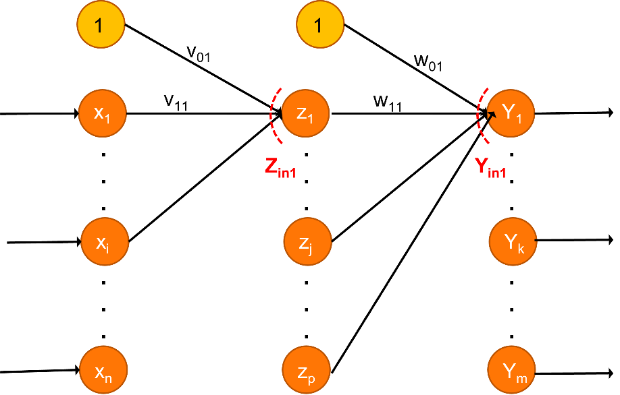 1 1
v01 w01
x1 v11 z1 w11 Y1
Zin1 Yin1
xi zj Yk
xn zp Ym